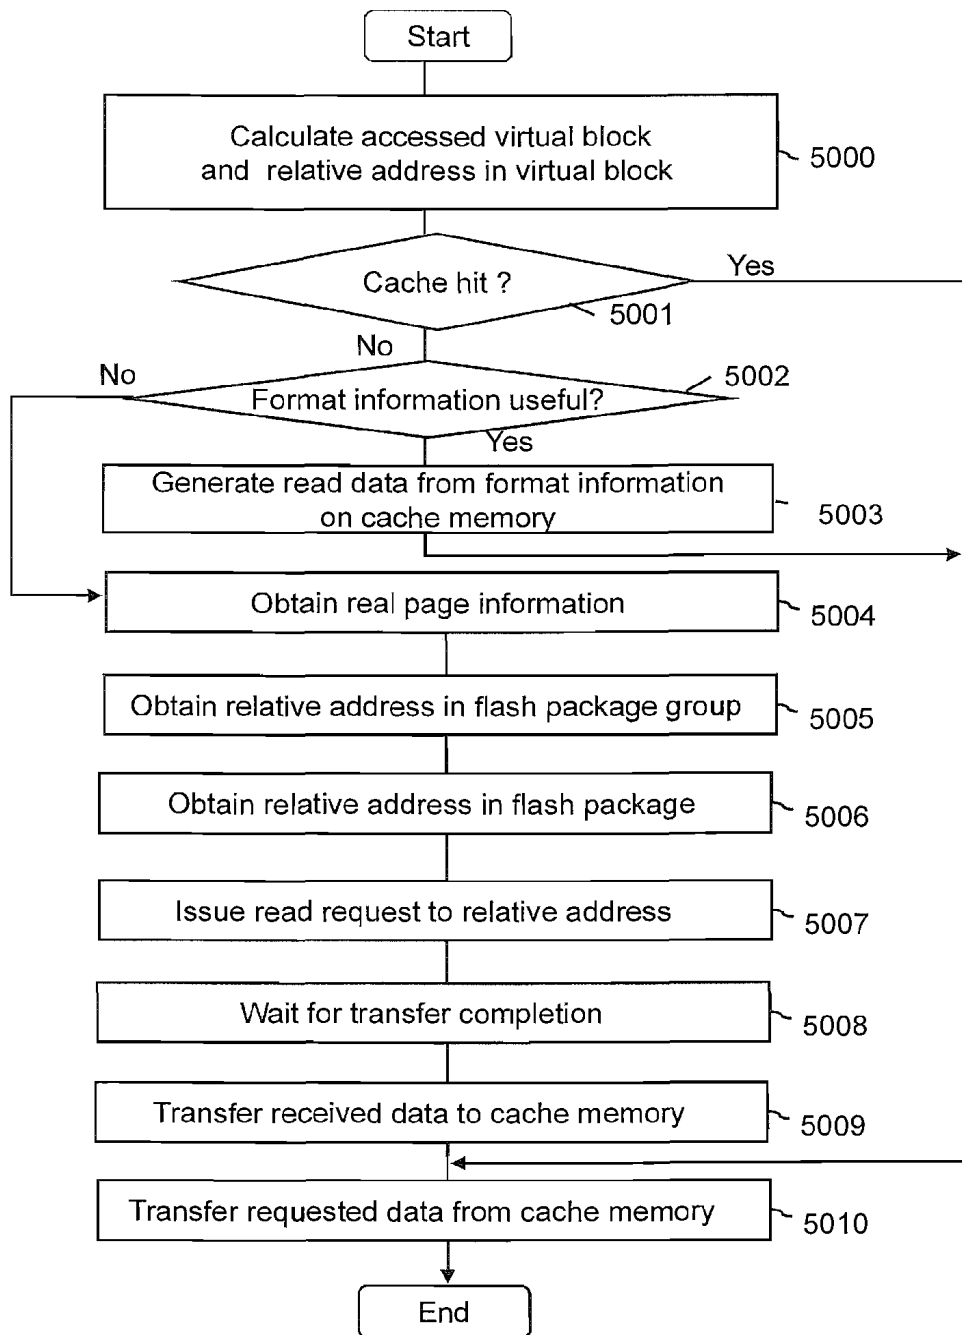 Start
Calculate accessed virtual block
and relative address in virtual block
5000
Cache hit ?
Yes
5001
No
No
5002
Format information useful?
Yes
Generate read data from format information
on cache memory
5003
Obtain real page information
5004
Obtain relative address in flash package group
5005
Obtain relative address in flash package
5006
Issue read request to relative address
5007
Wait for transfer completion
5008
Transfer received data to cache memory
5009
Transfer requested data from cache memory
5010
End